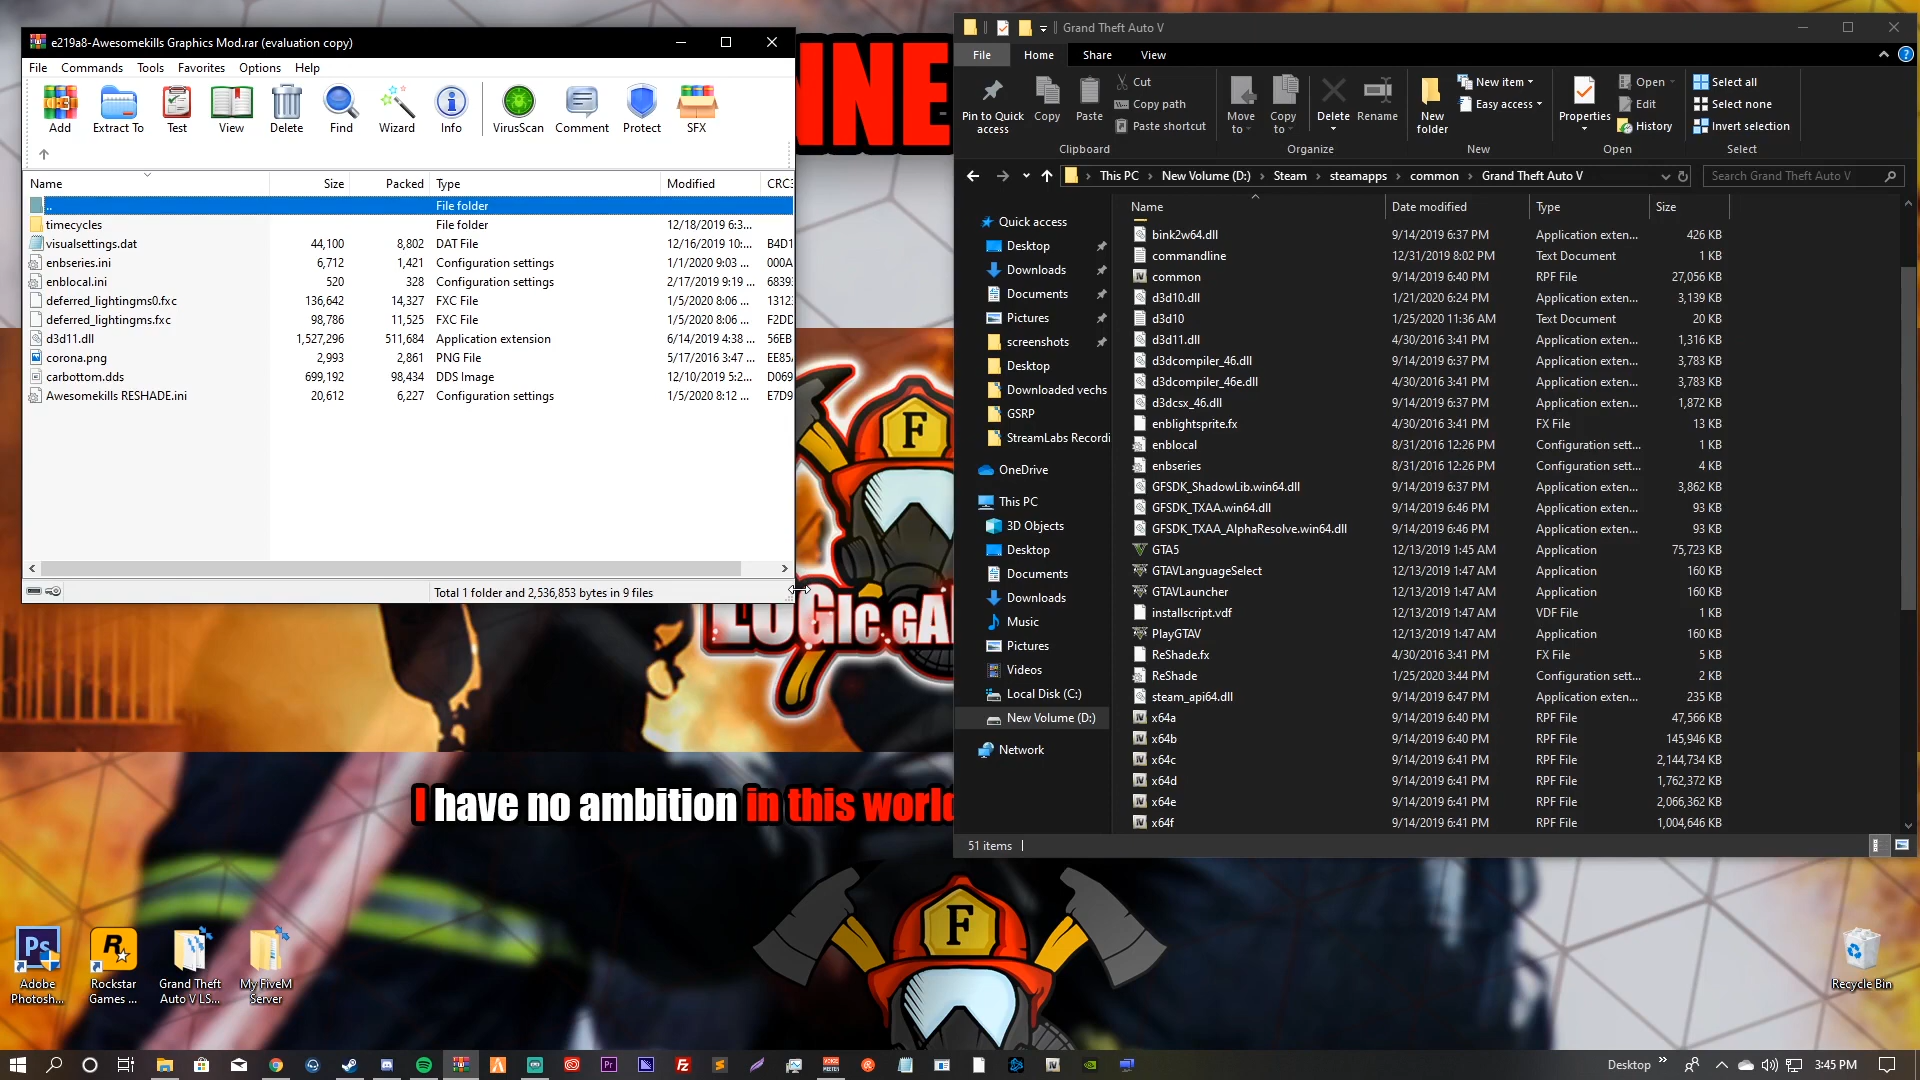 e219a8-Awesomekills Graphics Mod.rar (evaluation copy)
File Commands Tools Favorites Options Help
Add Extract To Test View Delete Find Wizard Info VirusScan Comment Protect SFX
Name Size Packed Type Modified CRC3
.. File folder
timecycles File folder 12/18/2019 6:3...
visualsettings.dat 44,100 8,802 DAT File 12/16/2019 10:... B4D1
enbseries.ini 6,712 1,421 Configuration settings 1/1/2020 9:03 ... 000A
enblocal.ini 520 328 Configuration settings 2/17/2019 9:19 ... 6839
deferred_lightingms0.fxc 136,642 14,327 FXC File 1/5/2020 8:06 ... 1312
deferred_lightingms.fxc 98,786 11,525 FXC File 1/5/2020 8:06 ... F2DD
d3d11.dll 1,527,296 511,684 Application extension 6/14/2019 4:38 ... 56EB
corona.png 2,993 2,861 PNG File 5/17/2016 3:47 ... EE85
carbottom.dds 699,192 98,434 DDS Image 12/10/2019 5:2... D069
Awesomekills RESHADE.ini 20,612 6,227 Configuration settings 1/5/2020 8:12 ... E7D9
Total 1 folder and 2,536,853 bytes in 9 files
NNE
F
LOGIc gA
I have no ambition in this world
F
Grand Theft Auto V
File Home Share View
Pin to Quick access
Copy
Paste
Cut
Copy path
Paste shortcut
Clipboard
Move to
Copy to
Delete
Rename
Organize
New folder
New item
Easy access
New
Properties
Open
Edit
History
Open
Select all
Select none
Invert selection
Select
This PC > New Volume (D:) > Steam > steamapps > common > Grand Theft Auto V
Search Grand Theft Auto V
Quick access
Desktop
Downloads
Documents
Pictures
screenshots
Desktop
Downloaded vechs
GSRP
StreamLabs Recordi
OneDrive
This PC
3D Objects
Desktop
Documents
Downloads
Music
Pictures
Videos
Local Disk (C:)
New Volume (D:)
Network
Name Date modified Type Size
bink2w64.dll 9/14/2019 6:37 PM Application exten... 426 KB
commandline 12/31/2019 8:02 PM Text Document 1 KB
common 9/14/2019 6:40 PM RPF File 27,056 KB
d3d10.dll 1/21/2020 6:24 PM Application exten... 3,139 KB
d3d10 1/25/2020 11:36 AM Text Document 20 KB
d3d11.dll 4/30/2016 3:41 PM Application exten... 1,316 KB
d3dcompiler_46.dll 9/14/2019 6:37 PM Application exten... 3,783 KB
d3dcompiler_46e.dll 4/30/2016 3:41 PM Application exten... 3,783 KB
d3dcsx_46.dll 9/14/2019 6:37 PM Application exten... 1,872 KB
enblightsprite.fx 4/30/2016 3:41 PM FX File 13 KB
enblocal 8/31/2016 12:26 PM Configuration sett... 1 KB
enbseries 8/31/2016 12:26 PM Configuration sett... 4 KB
GFSDK_ShadowLib.win64.dll 9/14/2019 6:37 PM Application exten... 3,862 KB
GFSDK_TXAA.win64.dll 9/14/2019 6:46 PM Application exten... 93 KB
GFSDK_TXAA_AlphaResolve.win64.dll 9/14/2019 6:46 PM Application exten... 93 KB
GTA5 12/13/2019 1:45 AM Application 75,723 KB
GTAVLanguageSelect 12/13/2019 1:47 AM Application 160 KB
GTAVLauncher 12/13/2019 1:47 AM Application 160 KB
installscript.vdf 12/13/2019 1:47 AM VDF File 1 KB
PlayGTAV 12/13/2019 1:47 AM Application 160 KB
ReShade.fx 4/30/2016 3:41 PM FX File 5 KB
ReShade 1/25/2020 3:44 PM Configuration sett... 2 KB
steam_api64.dll 9/14/2019 6:47 PM Application exten... 235 KB
x64a 9/14/2019 6:40 PM RPF File 47,566 KB
x64b 9/14/2019 6:40 PM RPF File 145,946 KB
x64c 9/14/2019 6:41 PM RPF File 2,144,734 KB
x64d 9/14/2019 6:41 PM RPF File 1,762,372 KB
x64e 9/14/2019 6:41 PM RPF File 2,066,362 KB
x64f 9/14/2019 6:41 PM RPF File 1,004,646 KB
51 items
Adobe Photosh...
Rockstar Games ...
Grand Theft Auto V LS...
My FiveM Server
Recycle Bin
Desktop 3:45 PM